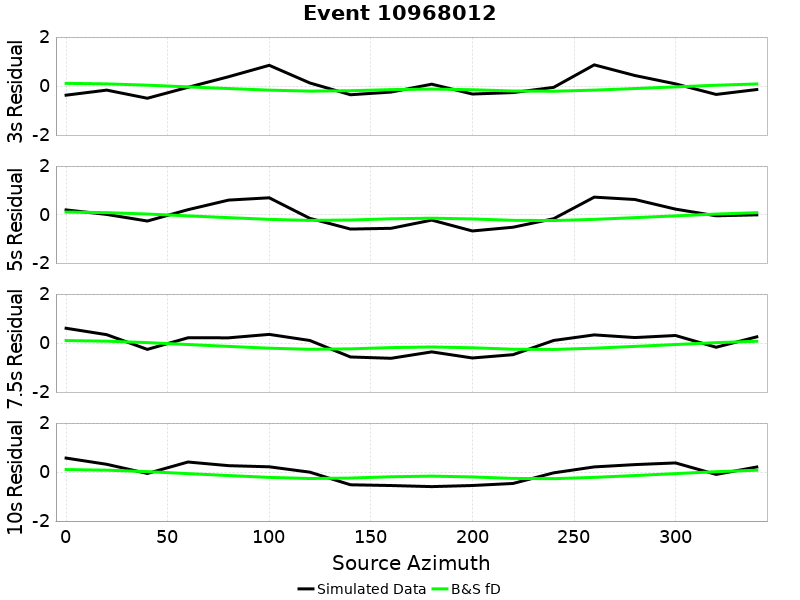 Event 10968012
3s Residual
2
0
-2
5s Residual
2
0
-2
7.5s Residual
2
0
-2
10s Residual
2
0
-2
0 50 100 150 200 250 300
Source Azimuth
Simulated Data B&S fD